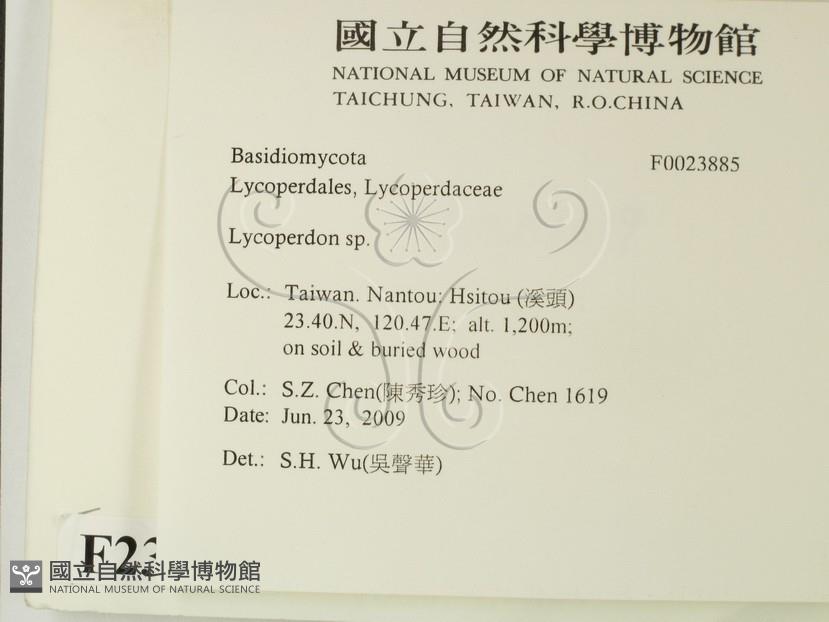 國立自然科學博物館
NATIONAL MUSEUM OF NATURAL SCIENCE
TAICHUNG, TAIWAN, R.O.CHINA
Basidiomycota F0023885
Lycoperdales, Lycoperdaceae
Lycoperdon sp.
Loc.: Taiwan. Nantou: Hsitou (溪頭)
23.40.N, 120.47.E; alt. 1,200m;
on soil & buried wood
Col.: S.Z. Chen(陳秀珍); No. Chen 1619
Date: Jun. 23, 2009
Det.: S.H. Wu(吳聲華)
F23
國立自然科學博物館
NATIONAL MUSEUM OF NATURAL SCIENCE